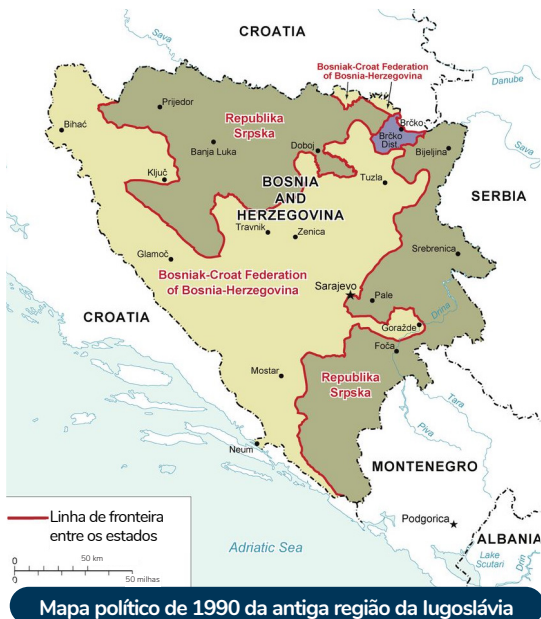 CROATIA
Sava
Danube
Bosniak-Croat Federation
of Bosnia-Herzegovina
Prijedor
Republika
Srpska
Brčko
Brčko
Dist.
Bihać
Banja Luka
Doboj
Bijeljina
Sava
Ključ
BOSNIA
AND
HERZEGOVINA
Tuzla
SERBIA
Travnik
Zenica
Srebrenica
Glamoč
Bosniak-Croat Federation
of Bosnia-Herzegovina
Sarajevo
Pale
Drina
CROATIA
Goražde
Foča
Mostar
Republika
Srpska
Tara
Piva
Neum
MONTENEGRO
Linha de fronteira
entre os estados
Podgorica
ALBANIA
0 50 km
0 50 milhas
Adriatic Sea
Lake
Scutari
Drin
Mapa político de 1990 da antiga região da Iugoslávia